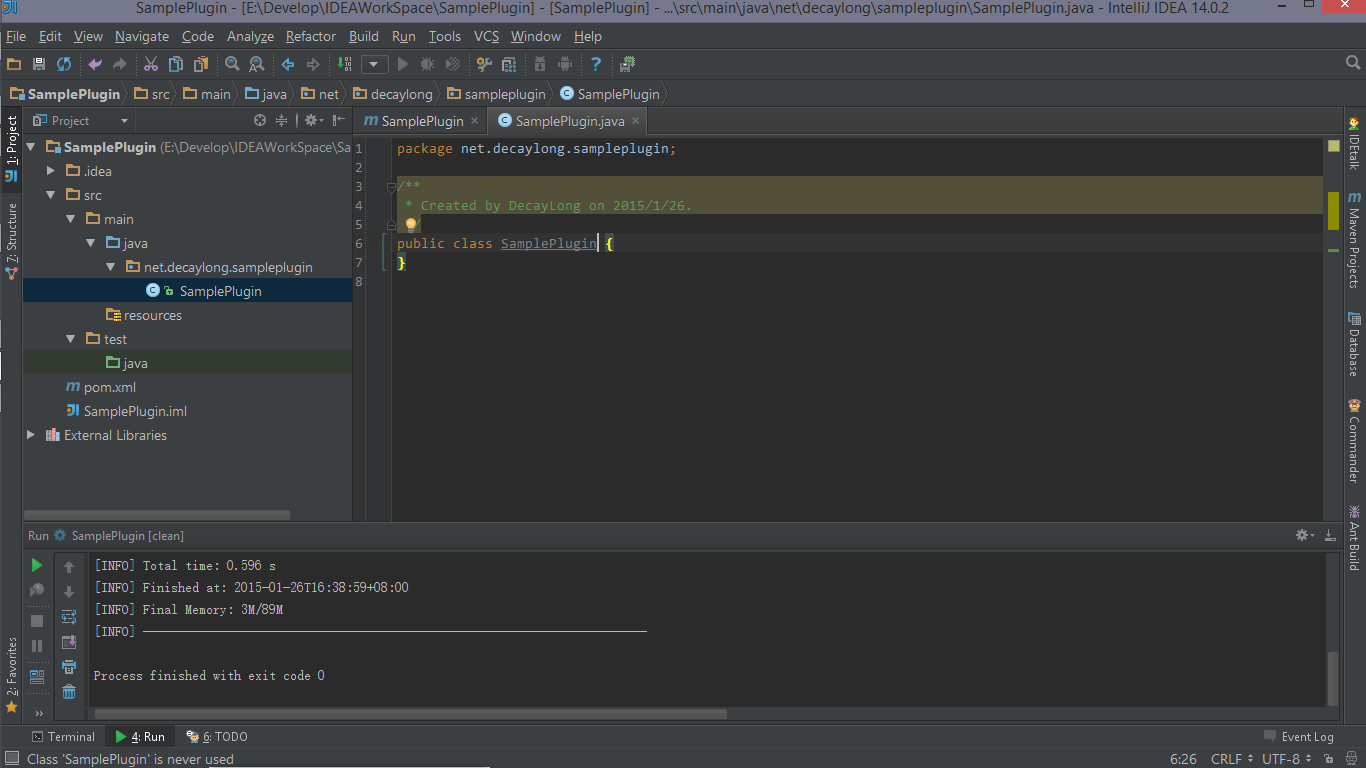 SamplePlugin - [E:\Develop\IDEAWorkSpace\SamplePlugin] - [SamplePlugin] - ...\src\main\java\net\decaylong\sampleplugin\SamplePlugin.java - IntelliJ IDEA 14.0.2
File Edit View Navigate Code Analyze Refactor Build Run Tools VCS Window Help
SamplePlugin src main java net decaylong sampleplugin SamplePlugin
Project
SamplePlugin SamplePlugin.java
1: Project
Z: Structure
2: Favorites
SamplePlugin (E:\Develop\IDEAWorkSpace\Sa
.idea
src
main
java
net.decaylong.sampleplugin
SamplePlugin
resources
test
java
pom.xml
SamplePlugin.iml
External Libraries
1 package net.decaylong.sampleplugin;
2
3 /**
4 * Created by DecayLong on 2015/1/26.
5 /
6 public class SamplePlugin {
7 }
8
IDEtalk
Maven Projects
Database
Commander
Ant Build
Run SamplePlugin [clean]
[INFO] Total time: 0.596 s
[INFO] Finished at: 2015-01-26T16:38:59+08:00
[INFO] Final Memory: 3M/89M
[INFO] ------------------------------------------------------------------------
Process finished with exit code 0
Terminal 4: Run 6: TODO Event Log
Class 'SamplePlugin' is never used 6:26 CRLF UTF-8